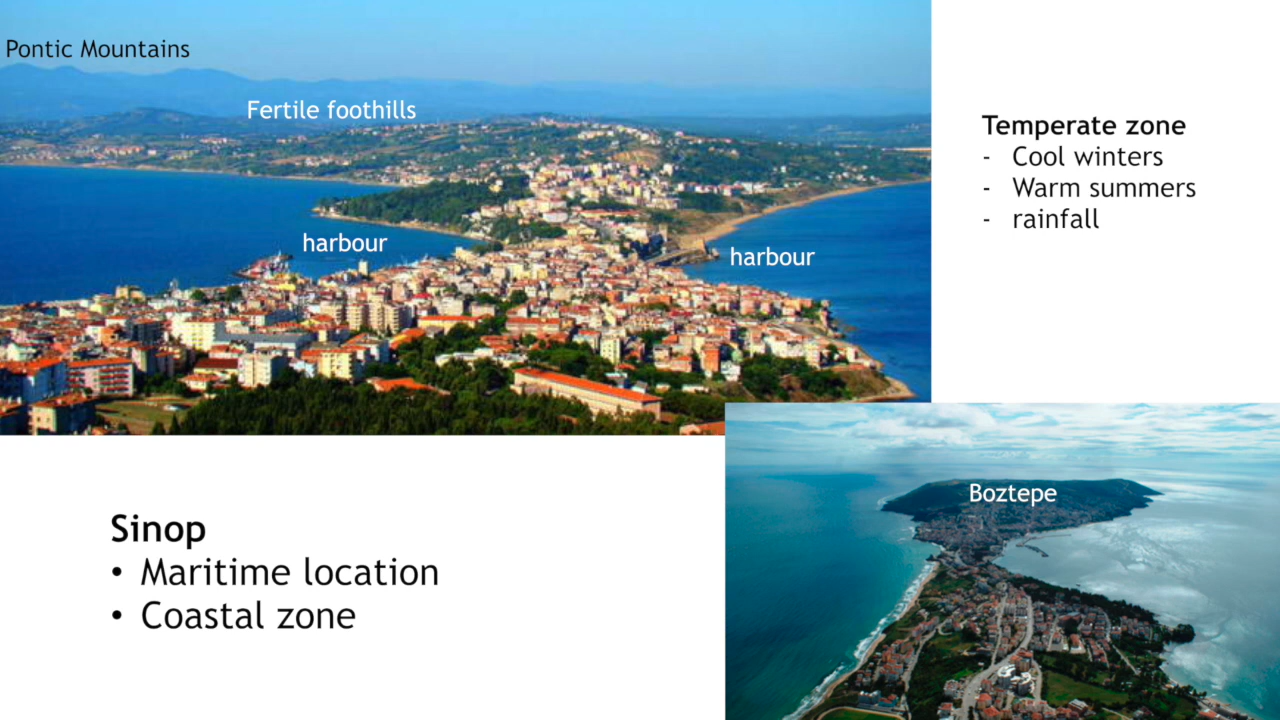 Pontic Mountains
Fertile foothills
harbour
harbour
Temperate zone
- Cool winters
- Warm summers
- rainfall
Boztepe
Sinop
• Maritime location
• Coastal zone